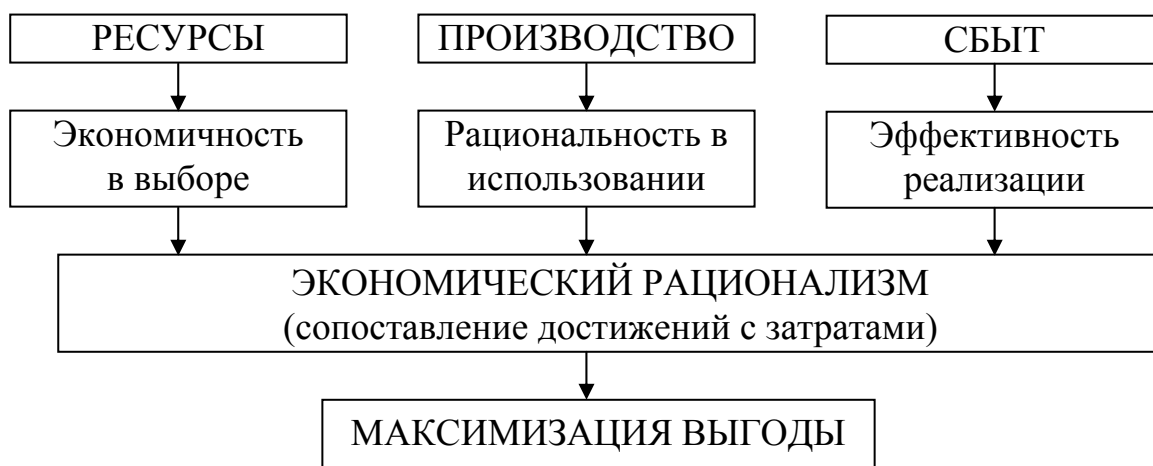 РЕСУРСЫ
ПРОИЗВОДСТВО
СБЫТ
Экономичность
в выборе
Рациональность в
использовании
Эффективность
реализации
ЭКОНОМИЧЕСКИЙ РАЦИОНАЛИЗМ
(сопоставление достижений с затратами)
МАКСИМИЗАЦИЯ ВЫГОДЫ